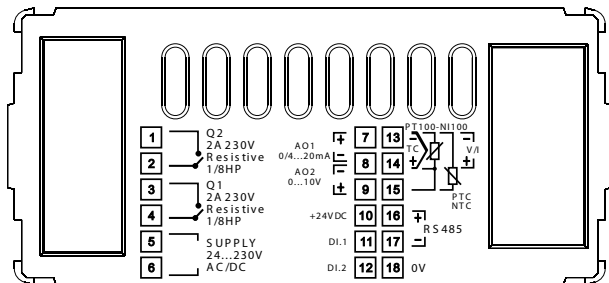 1
2
3
4
5
6
Q2
2A 230V
Resistive
1/8HP
Q1
2A 230V
Resistive
1/8HP
SUPPLY
24...230V
AC/DC
AO1
0/4...20mA
AO2
0...10V
+24VDC
DI.1
DI.2
+
-
-
+
7 13
8 14
9 15
10 16
11 17
12 18
PT100-NI100
-
TC
+
-
V/I
+
PTC
NTC
+
RS485
-
0V